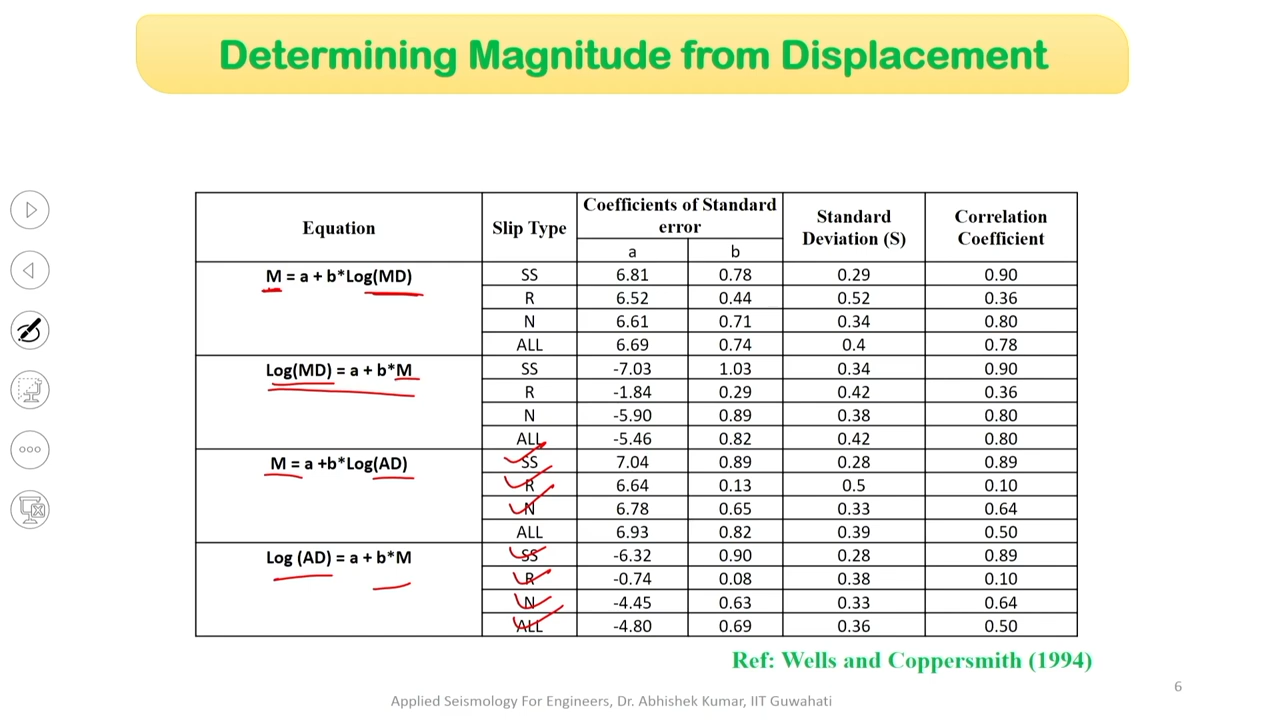 Determining Magnitude from Displacement
Equation Slip Type Coefficients of Standard error Standard Deviation (S) Correlation Coefficient
a b
M = a + b*Log(MD) SS 6.81 0.78 0.29 0.90
R 6.52 0.44 0.52 0.36
N 6.61 0.71 0.34 0.80
ALL 6.69 0.74 0.4 0.78
Log(MD) = a + b*M SS -7.03 1.03 0.34 0.90
R -1.84 0.29 0.42 0.36
N -5.90 0.89 0.38 0.80
ALL -5.46 0.82 0.42 0.80
M = a +b*Log(AD) SS 7.04 0.89 0.28 0.89
R 6.64 0.13 0.5 0.10
N 6.78 0.65 0.33 0.64
ALL 6.93 0.82 0.39 0.50
Log (AD) = a + b*M SS -6.32 0.90 0.28 0.89
R -0.74 0.08 0.38 0.10
N -4.45 0.63 0.33 0.64
ALL -4.80 0.69 0.36 0.50
Ref: Wells and Coppersmith (1994)
6
Applied Seismology For Engineers, Dr. Abhishek Kumar, IIT Guwahati